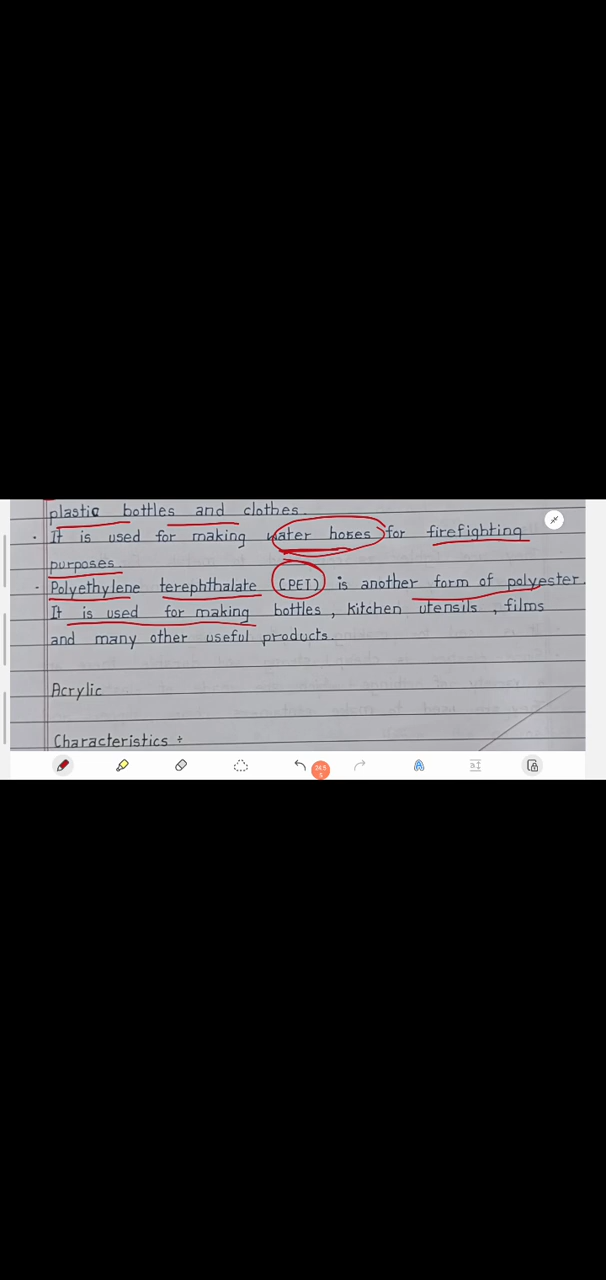 plastic bottles and clothes.
· It is used for making water hoses for firefighting
purposes.
- Polyethylene terephthalate (PEI) is another form of polyester.
It is used for making bottles, kitchen utensils, films
and many other useful products.
Acrylic
Characteristics ÷